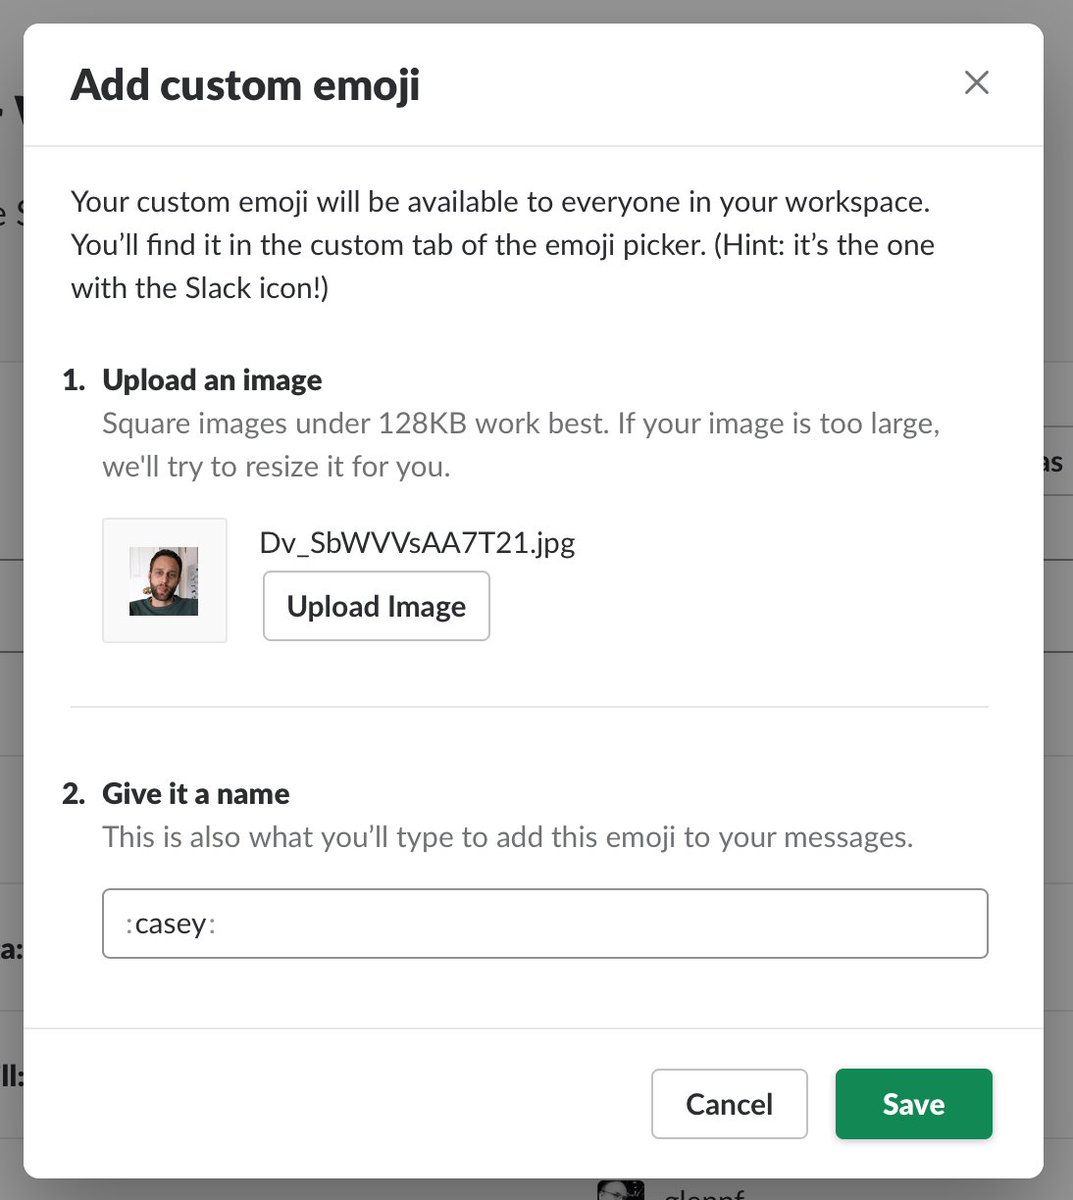 Add custom emoji
Your custom emoji will be available to everyone in your workspace.
You’ll find it in the custom tab of the emoji picker. (Hint: it’s the one
with the Slack icon!)
1. Upload an image
Square images under 128KB work best. If your image is too large,
we'll try to resize it for you.
Dv_SbWVVsAA7T21.jpg
Upload Image
2. Give it a name
This is also what you’ll type to add this emoji to your messages.
:casey:
Cancel Save